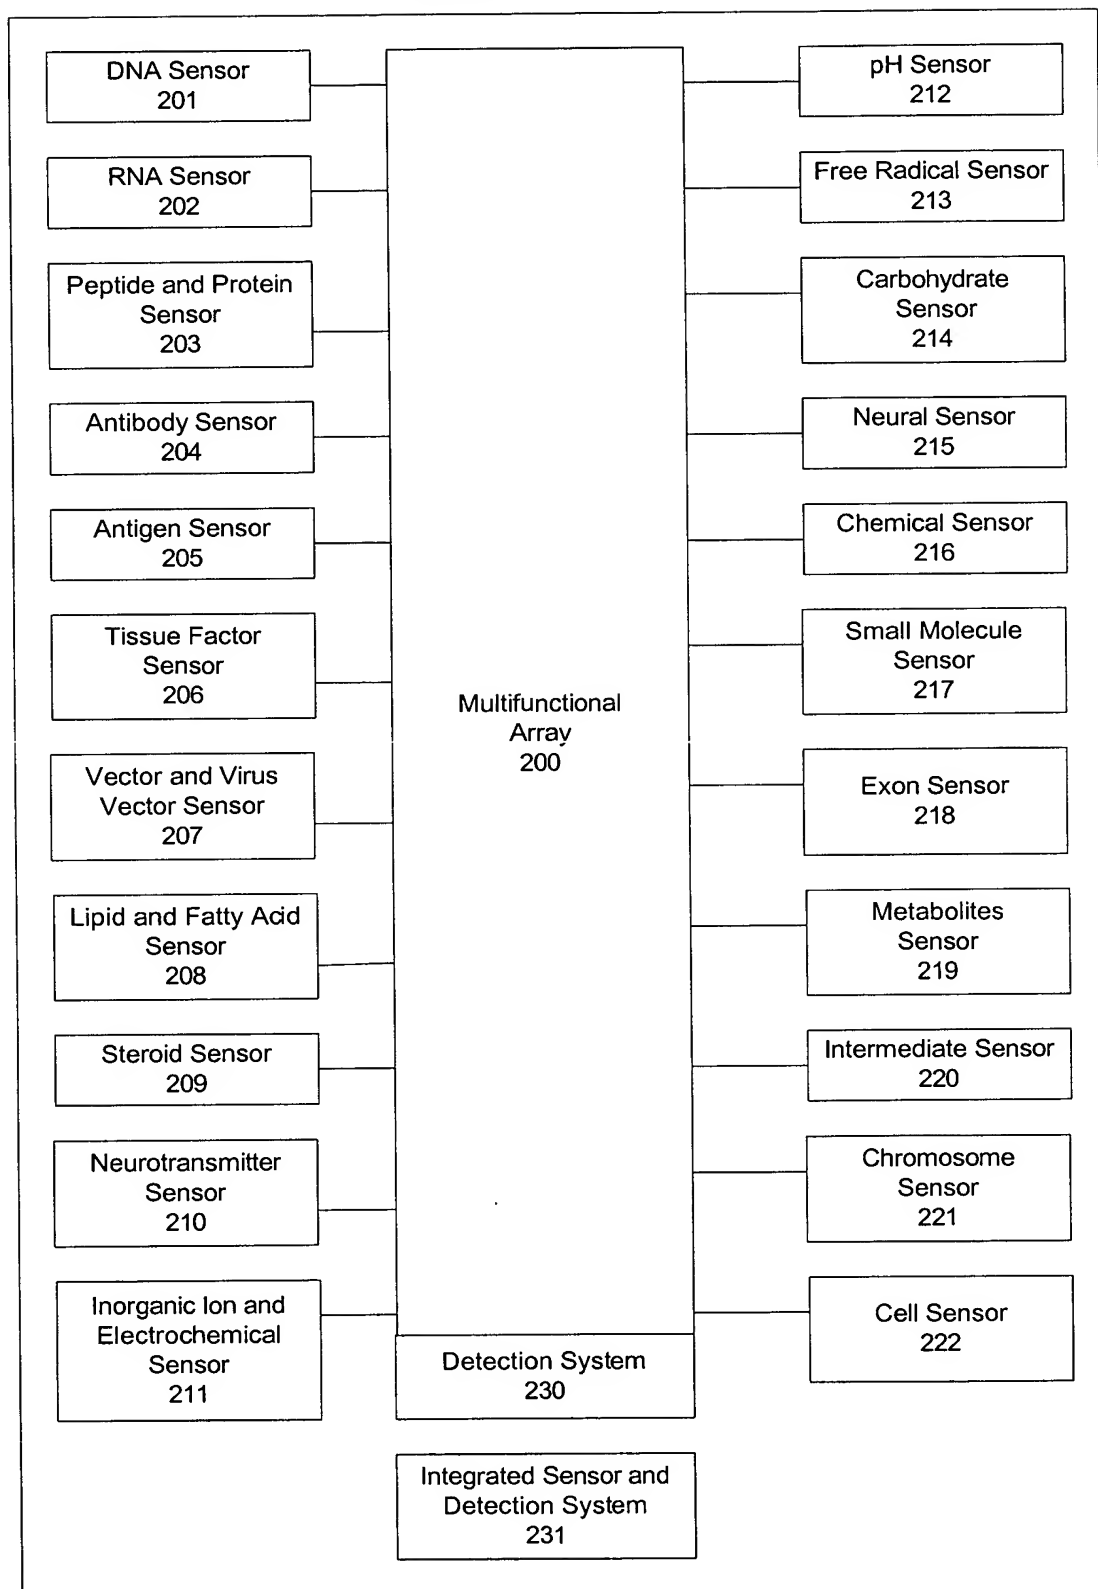 DNA Sensor
201
RNA Sensor
202
Peptide and Protein
Sensor
203
Antibody Sensor
204
Antigen Sensor
205
Tissue Factor
Sensor
206
Vector and Virus
Vector Sensor
207
Lipid and Fatty Acid
Sensor
208
Steroid Sensor
209
Neurotransmitter
Sensor
210
Inorganic Ion and
Electrochemical
Sensor
211
Multifunctional
Array
200
Detection System
230
Integrated Sensor and
Detection System
231
pH Sensor
212
Free Radical Sensor
213
Carbohydrate
Sensor
214
Neural Sensor
215
Chemical Sensor
216
Small Molecule
Sensor
217
Exon Sensor
218
Metabolites
Sensor
219
Intermediate Sensor
220
Chromosome
Sensor
221
Cell Sensor
222